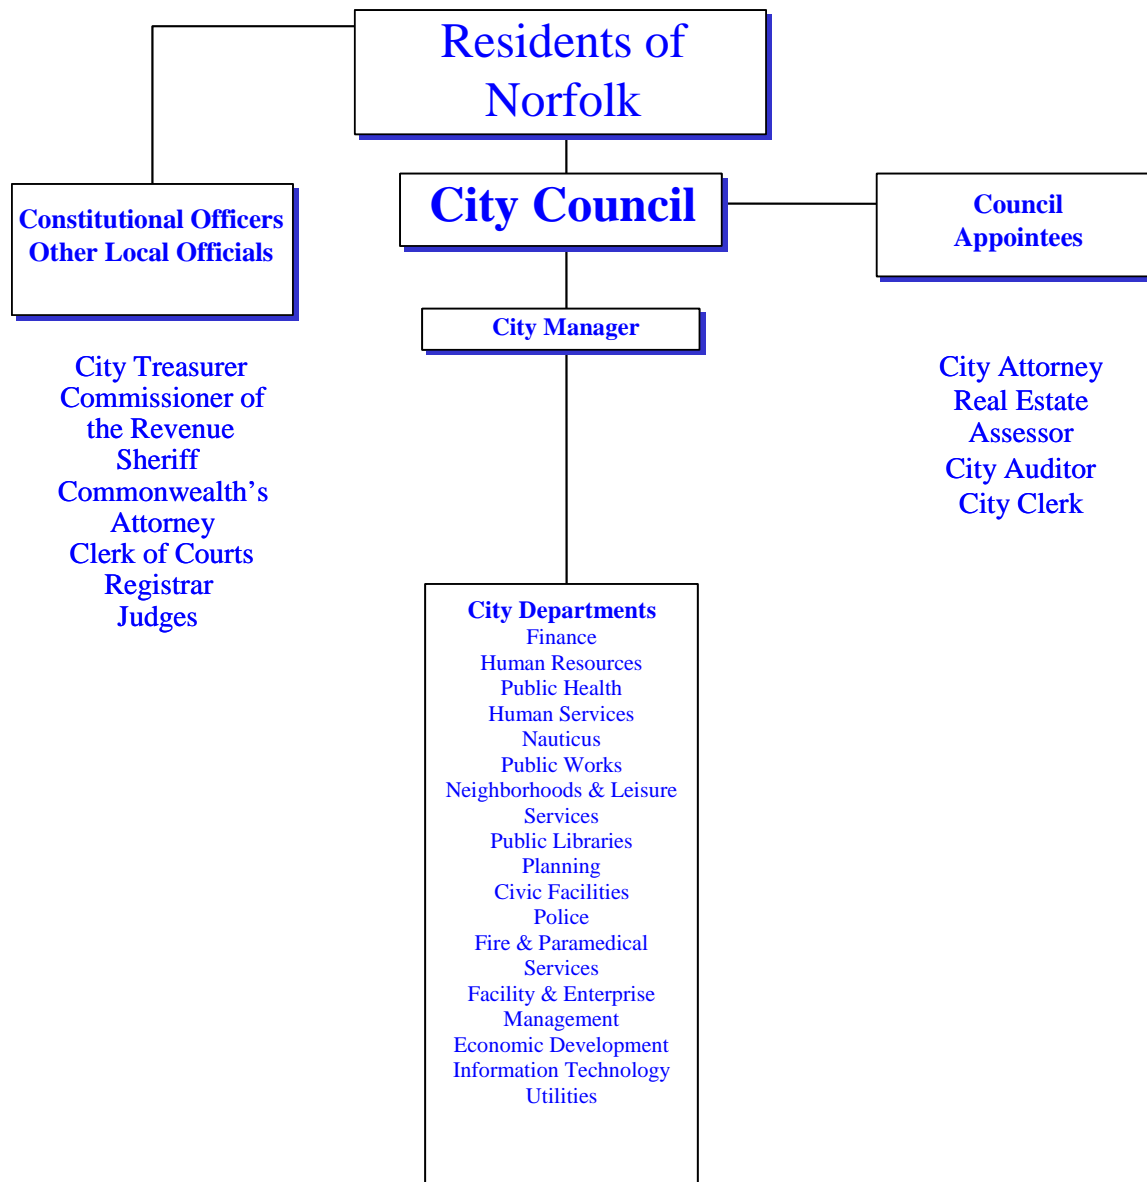 Residents of
Norfolk
Constitutional Officers
Other Local Officials
City Council
Council
Appointees
City Manager
City Treasurer
Commissioner of
the Revenue
Sheriff
Commonwealth’s
Attorney
Clerk of Courts
Registrar
Judges
City Attorney
Real Estate
Assessor
City Auditor
City Clerk
City Departments
Finance
Human Resources
Public Health
Human Services
Nauticus
Public Works
Neighborhoods & Leisure
Services
Public Libraries
Planning
Civic Facilities
Police
Fire & Paramedical
Services
Facility & Enterprise
Management
Economic Development
Information Technology
Utilities